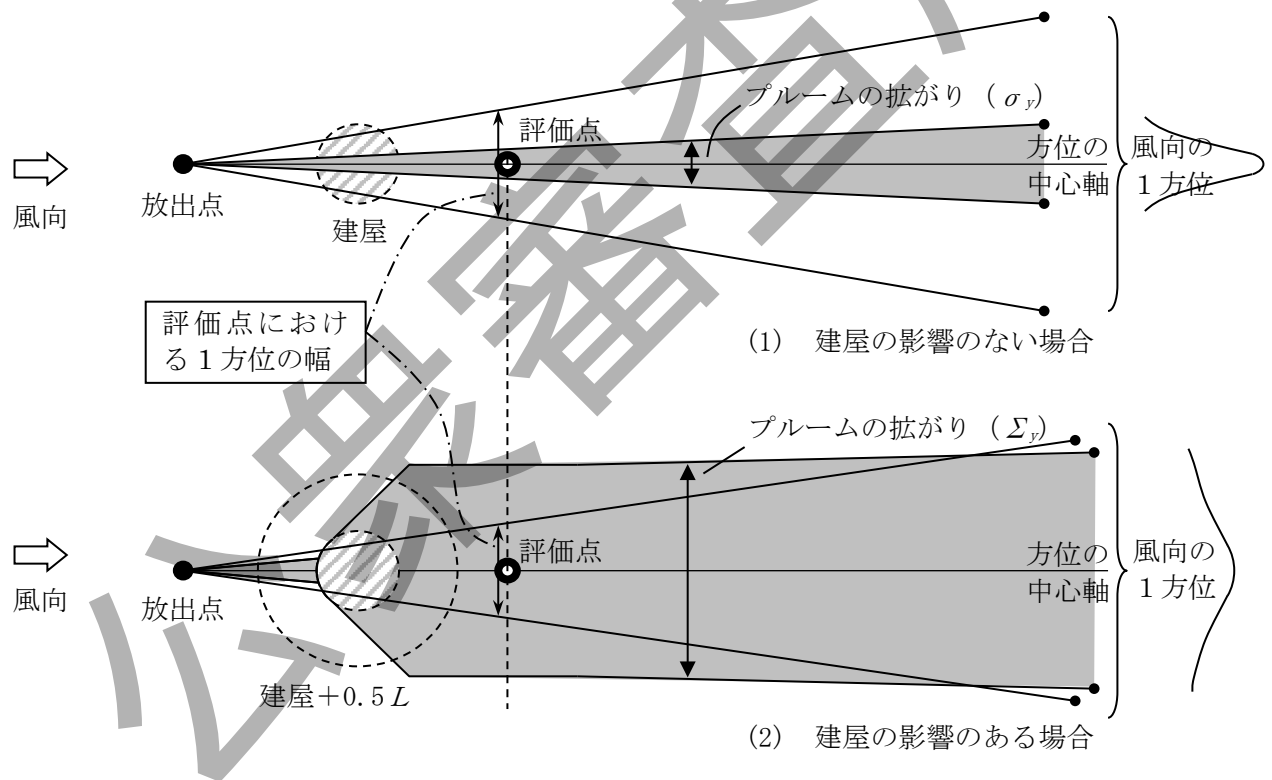 プルームの拡がり（σy）
評価点
方位の
中心軸
風向の
１方位
風向
放出点
建屋
評価点におけ
る１方位の幅
(1)　建屋の影響のない場合
プルームの拡がり（Σy）
評価点
方位の
中心軸
風向の
１方位
風向
放出点
建屋＋0.5L
(2)　建屋の影響のある場合
公衆審査